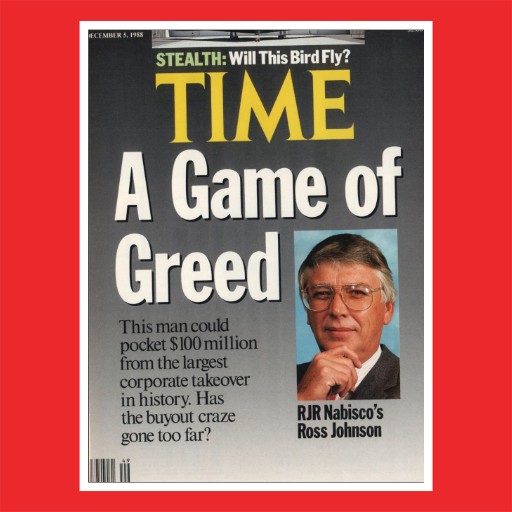 DECEMBER 5, 1988
STEALTH: Will This Bird Fly?
TIME
A Game of
Greed
This man could
pocket $100 million
from the largest
corporate takeover
in history. Has
the buyout craze
gone too far?
RJR Nabisco's
Ross Johnson
49